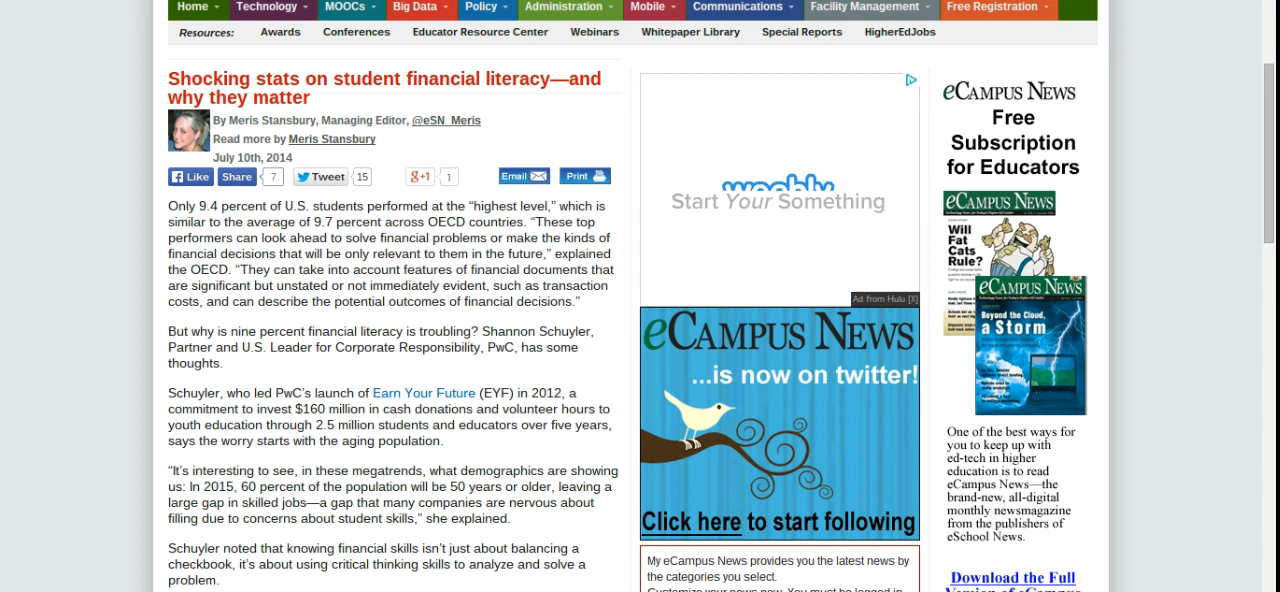 Home
Technology
MOOCs
Big Data
Policy
Administration
Mobile
Communications
Facility Management
Free Registration
Resources:
Awards
Conferences
Educator Resource Center
Webinars
Whitepaper Library
Special Reports
HigherEdJobs
Shocking stats on student financial literacy—and
why they matter
By Meris Stansbury, Managing Editor, @eSN_Meris
Read more by Meris Stansbury
July 10th, 2014
Like
Share
7
Tweet
15
g+1
1
Email
Print
Only 9.4 percent of U.S. students performed at the “highest level,” which is
similar to the average of 9.7 percent across OECD countries. “These top
performers can look ahead to solve financial problems or make the kinds of
financial decisions that will be only relevant to them in the future,” explained
the OECD. “They can take into account features of financial documents that
are significant but unstated or not immediately evident, such as transaction
costs, and can describe the potential outcomes of financial decisions.”
But why is nine percent financial literacy is troubling? Shannon Schuyler,
Partner and U.S. Leader for Corporate Responsibility, PwC, has some
thoughts.
Schuyler, who led PwC’s launch of Earn Your Future (EYF) in 2012, a
commitment to invest $160 million in cash donations and volunteer hours to
youth education through 2.5 million students and educators over five years,
says the worry starts with the aging population.
“It’s interesting to see, in these megatrends, what demographics are showing
us: In 2015, 60 percent of the population will be 50 years or older, leaving a
large gap in skilled jobs—a gap that many companies are nervous about
filling due to concerns about student skills,” she explained.
Schuyler noted that knowing financial skills isn’t just about balancing a
checkbook, it’s about using critical thinking skills to analyze and solve a
problem.
weebly
Start Your Something
Ad from Hulu [X]
eCampus News
...is now on twitter!
Click here to start following
My eCampus News provides you the latest news by
the categories you select.
Customize your news now. You must be logged in
eCampus News
Free
Subscription
for Educators
eCampus News
Will
Fat
Cats
Rule?
eCampus News
Beyond the Cloud,
a Storm
One of the best ways for
you to keep up with
ed-tech in higher
education is to read
eCampus News—the
brand-new, all-digital
monthly newsmagazine
from the publishers of
eSchool News.
Download the Full
Version of eCampus